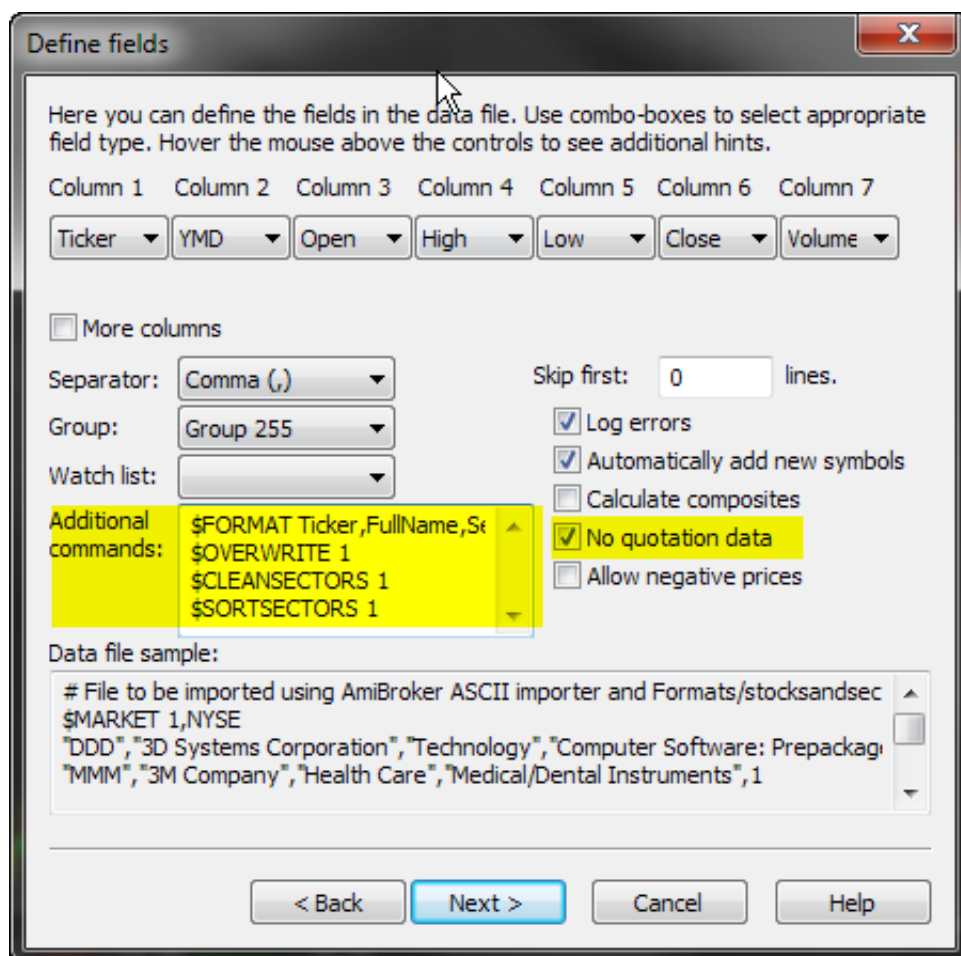 Define fields
Here you can define the fields in the data file. Use combo-boxes to select appropriate
field type. Hover the mouse above the controls to see additional hints.
Column 1 Column 2 Column 3 Column 4 Column 5 Column 6 Column 7
Ticker YMD Open High Low Close Volume
More columns
Separator: Comma (,) Skip first: 0 lines.
Group: Group 255 Log errors
Watch list: Automatically add new symbols
Calculate composites
Additional commands: No quotation data
Allow negative prices
$FORMAT Ticker,FullName,Se
$OVERWRITE 1
$CLEANSECTORS 1
$SORTSECTORS 1
Data file sample:
# File to be imported using AmiBroker ASCII importer and Formats/stocksandsec
$MARKET 1,NYSE
"DDD","3D Systems Corporation","Technology","Computer Software: Prepackage
"MMM","3M Company","Health Care","Medical/Dental Instruments",1
< Back Next > Cancel Help